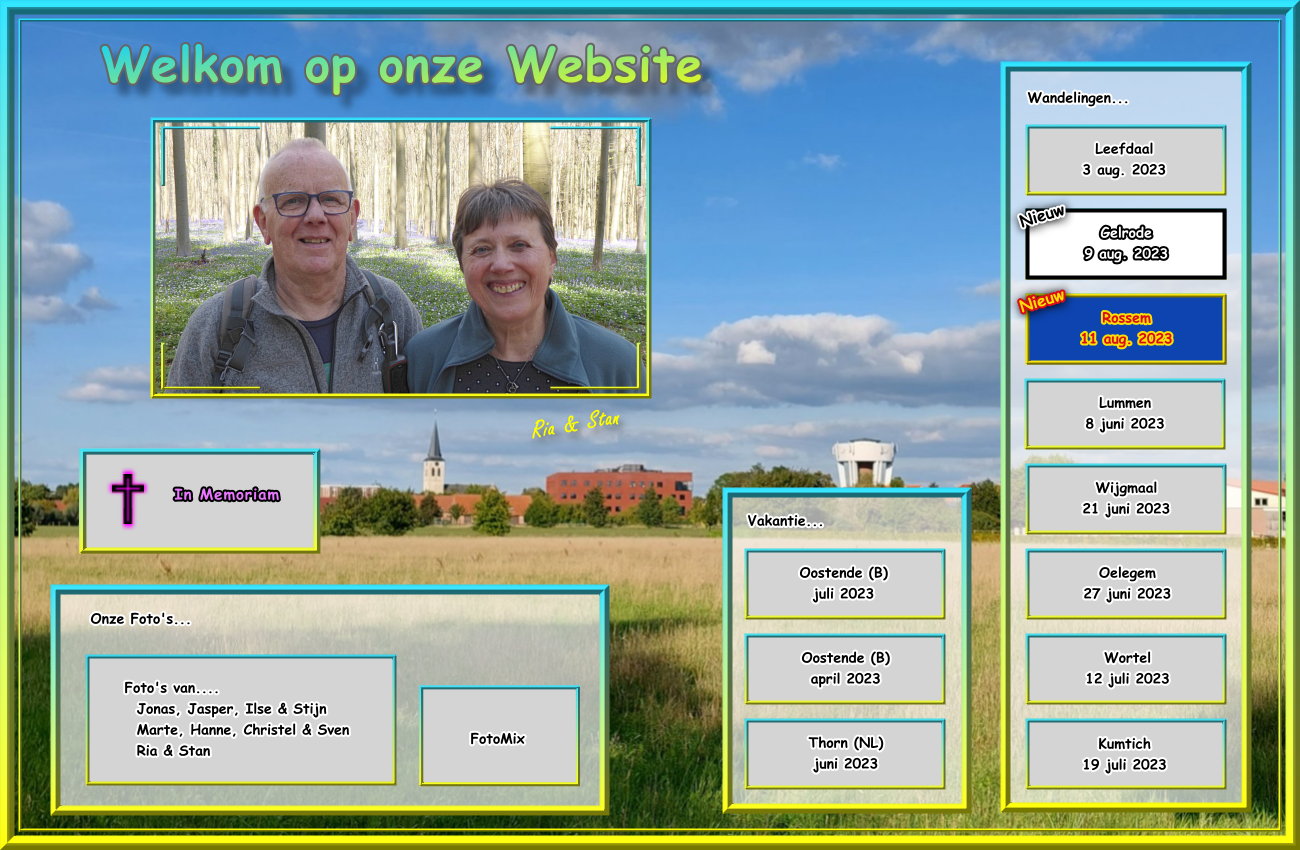 Welkom op onze Website
Ria & Stan
In Memoriam
Onze Foto's...
Foto's van....
Jonas, Jasper, Ilse & Stijn
Marte, Hanne, Christel & Sven
Ria & Stan
FotoMix
Vakantie...
Oostende (B)
juli 2023
Oostende (B)
april 2023
Thorn (NL)
juni 2023
Wandelingen...
Leefdaal
3 aug. 2023
Nieuw
Gelrode
9 aug. 2023
Nieuw
Rossem
11 aug. 2023
Lummen
8 juni 2023
Wijgmaal
21 juni 2023
Oelegem
27 juni 2023
Wortel
12 juli 2023
Kumtich
19 juli 2023